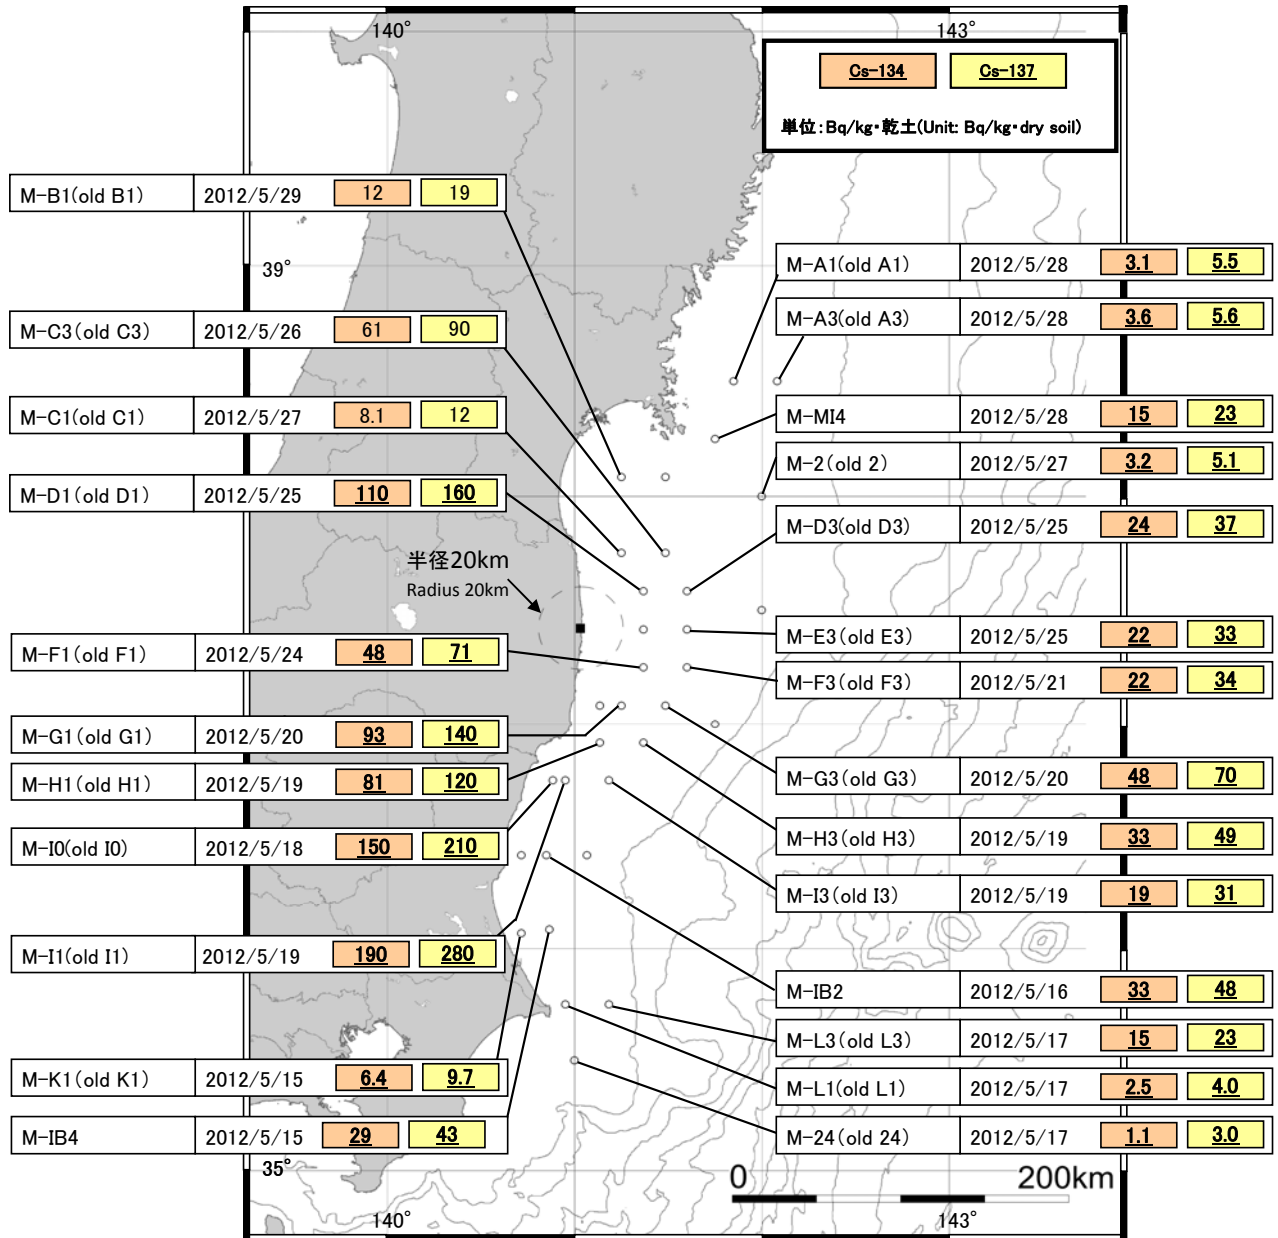 140°
143°
Cs-134 Cs-137
単位:Bq/kg・乾土(Unit: Bq/kg・dry soil)
M-B1(old B1) 2012/5/29 12 19
39°
M-A1(old A1) 2012/5/28 3.1 5.5
M-A3(old A3) 2012/5/28 3.6 5.6
M-C3(old C3) 2012/5/26 61 90
M-C1(old C1) 2012/5/27 8.1 12
M-MI4 2012/5/28 15 23
M-2(old 2) 2012/5/27 3.2 5.1
M-D1(old D1) 2012/5/25 110 160
M-D3(old D3) 2012/5/25 24 37
半径20km
Radius 20km
M-E3(old E3) 2012/5/25 22 33
M-F1(old F1) 2012/5/24 48 71
M-F3(old F3) 2012/5/21 22 34
M-G1(old G1) 2012/5/20 93 140
M-H1(old H1) 2012/5/19 81 120
M-G3(old G3) 2012/5/20 48 70
M-I0(old I0) 2012/5/18 150 210
M-H3(old H3) 2012/5/19 33 49
M-I3(old I3) 2012/5/19 19 31
M-I1(old I1) 2012/5/19 190 280
M-IB2 2012/5/16 33 48
M-L3(old L3) 2012/5/17 15 23
M-K1(old K1) 2012/5/15 6.4 9.7
M-L1(old L1) 2012/5/17 2.5 4.0
M-IB4 2012/5/15 29 43
M-24(old 24) 2012/5/17 1.1 3.0
35°
0 200km
140°
143°